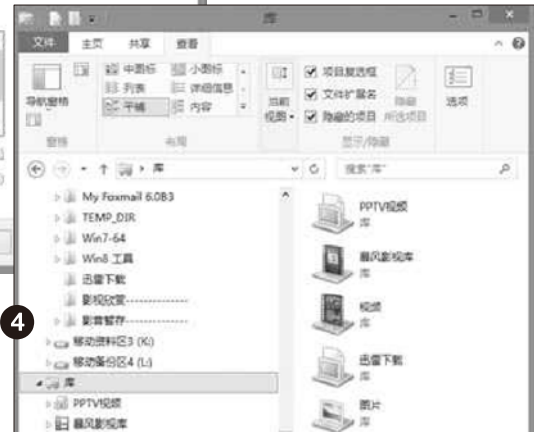 库
文件 主页 共享 查看
中图标 小图标
列表 详细信息
平铺 内容
导航窗格
当前视图
项目复选框
文件扩展名
隐藏的项目
隐藏所选项目
选项
窗格 布局 显示/隐藏
库 搜索"库"
My Foxmail 6.0B3
TEMP_DIR
Win7-64
Win8 工具
迅雷下载
影视欣赏--------------
影音暂存--------------
移动资料区3 (K:)
移动备份区4 (L:)
库
PPTV视频
暴风影视库
PPTV视频
库
暴风影视库
库
视频
库
迅雷下载
库
图片
库
4